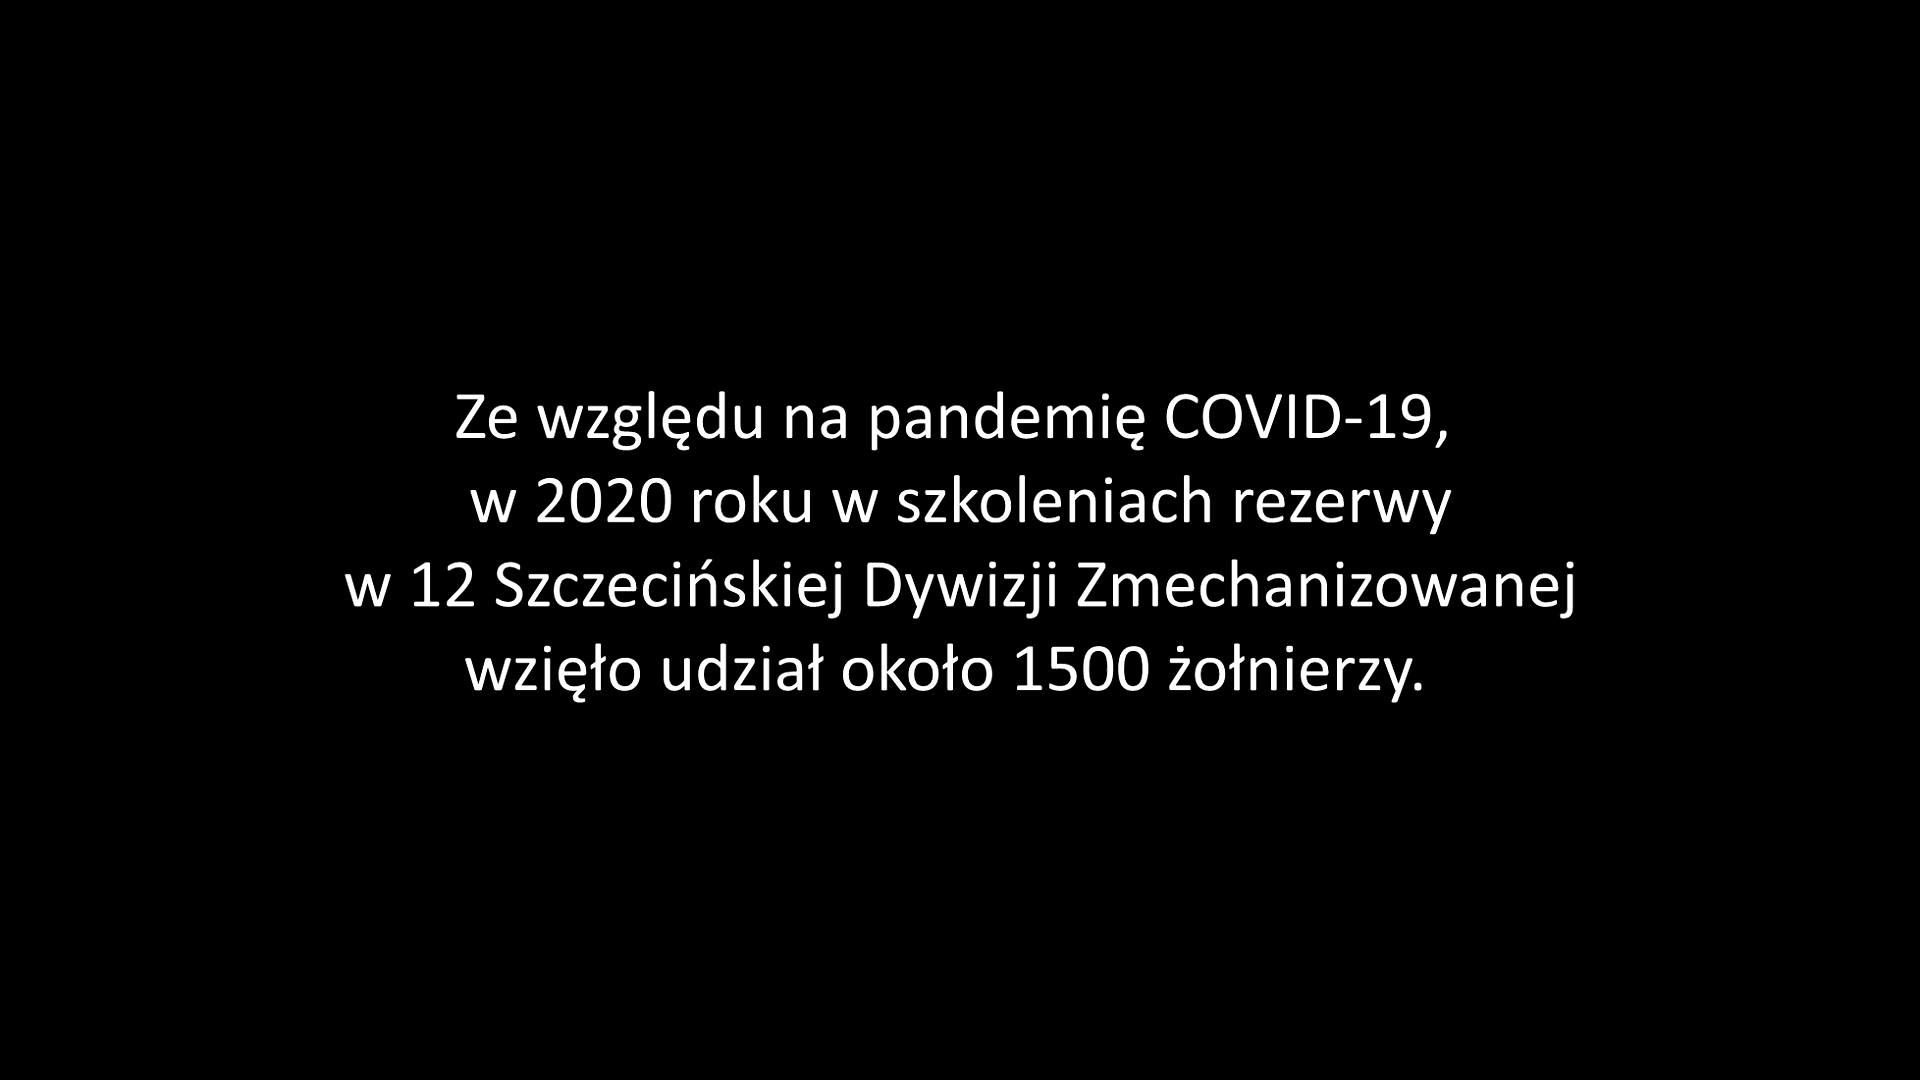 Ze względu na pandemię COVID-19,
w 2020 roku w szkoleniach rezerwy
w 12 Szczecińskiej Dywizji Zmechanizowanej
wzięło udział około 1500 żołnierzy.